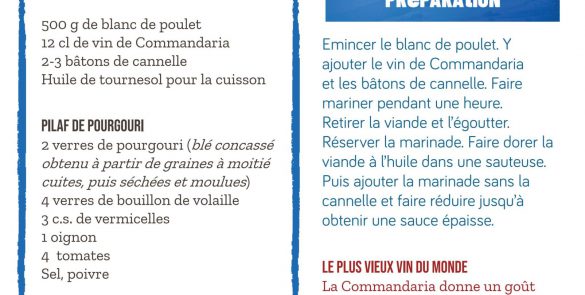 500 g de blanc de poulet
12 cl de vin de Commandaria
2-3 bâtons de cannelle
Huile de tournesol pour la cuisson
PILAF DE POURGOURI
2 verres de pourgouri (blé concassé
obtenu à partir de graines à moitié
cuites, puis séchées et moulues)
4 verres de bouillon de volaille
3 c.s. de vermicelles
1 oignon
4 tomates
Sel, poivre
PRÉPARATION
Emincer le blanc de poulet. Y
ajouter le vin de Commandaria
et les bâtons de cannelle. Faire
mariner pendant une heure.
Retirer la viande et l’égoutter.
Réserver la marinade. Faire dorer la
viande à l’huile dans une sauteuse.
Puis ajouter la marinade sans la
cannelle et faire réduire jusqu’à
obtenir une sauce épaisse.
LE PLUS VIEUX VIN DU MONDE
La Commandaria donne un goût